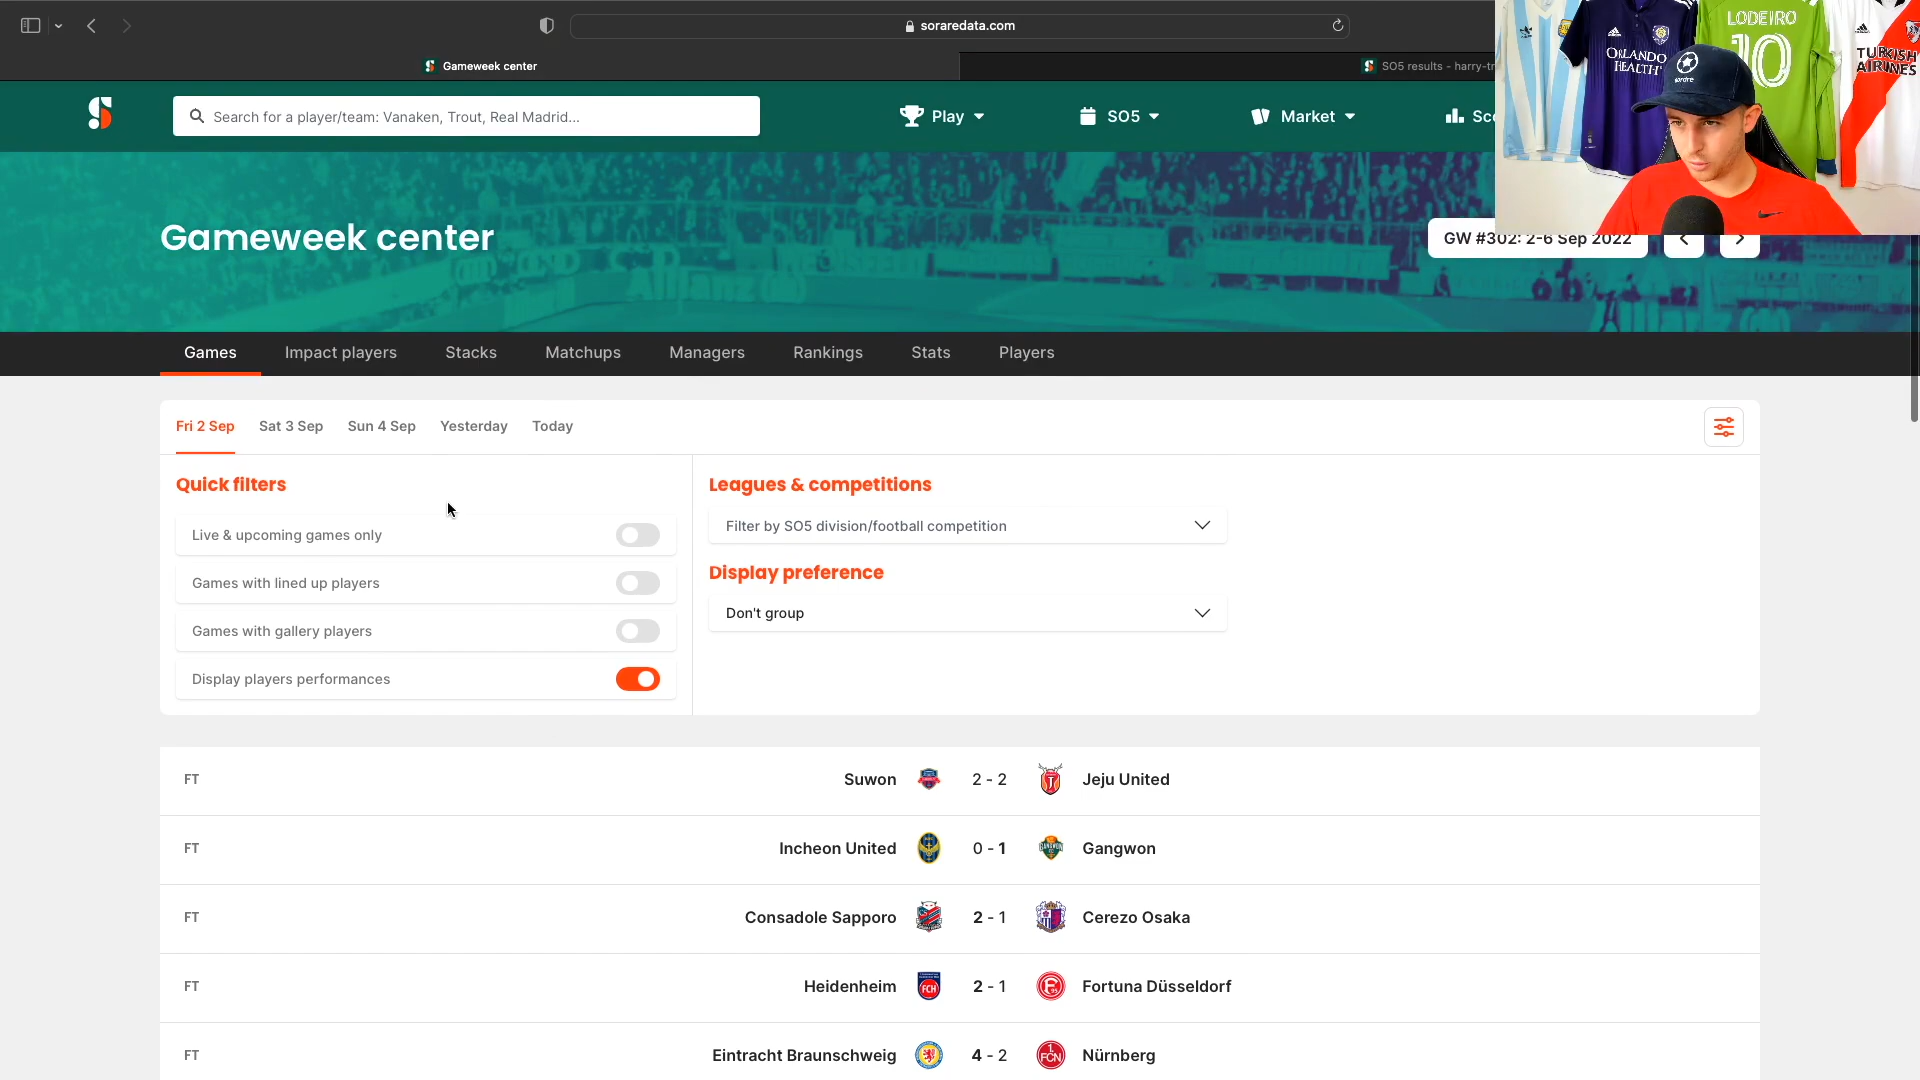 soraredata.com
Gameweek center
SO5 results - harry-tr
Search for a player/team: Vanaken, Trout, Real Madrid...
Play
SO5
Market
Sco
LODEIRO
10
ORLANDO
HEALTH
TURKISH
AIRLINES
Gameweek center
GW #302: 2-6 Sep 2022
Games
Impact players
Stacks
Matchups
Managers
Rankings
Stats
Players
Fri 2 Sep
Sat 3 Sep
Sun 4 Sep
Yesterday
Today
Quick filters
Live & upcoming games only
Games with lined up players
Games with gallery players
Display players performances
Leagues & competitions
Filter by SO5 division/football competition
Display preference
Don't group
FT Suwon 2 - 2 Jeju United
FT Incheon United 0 - 1 Gangwon
FT Consadole Sapporo 2 - 1 Cerezo Osaka
FT Heidenheim 2 - 1 Fortuna Düsseldorf
FT Eintracht Braunschweig 4 - 2 Nürnberg